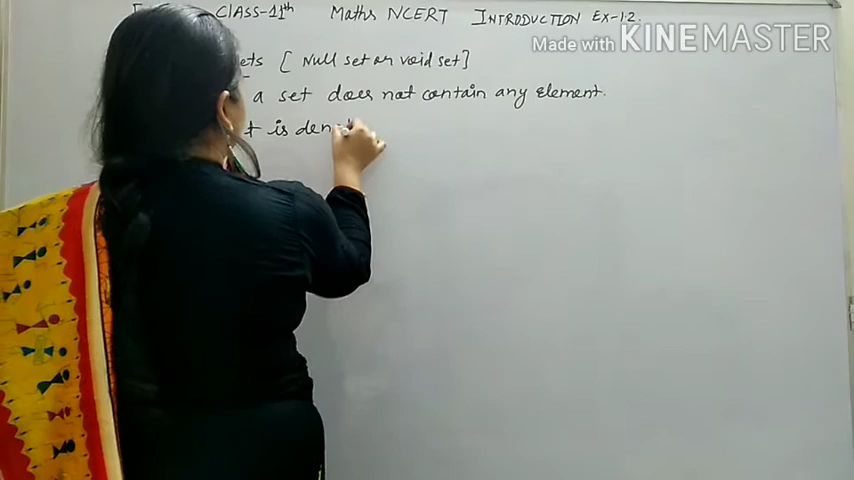 CLASS-11th Maths NCERT INTRODUCTION EX-1.2.
Made with KINEMASTER
ets [ Null set or void set]
a set does not contain any element.
t is den